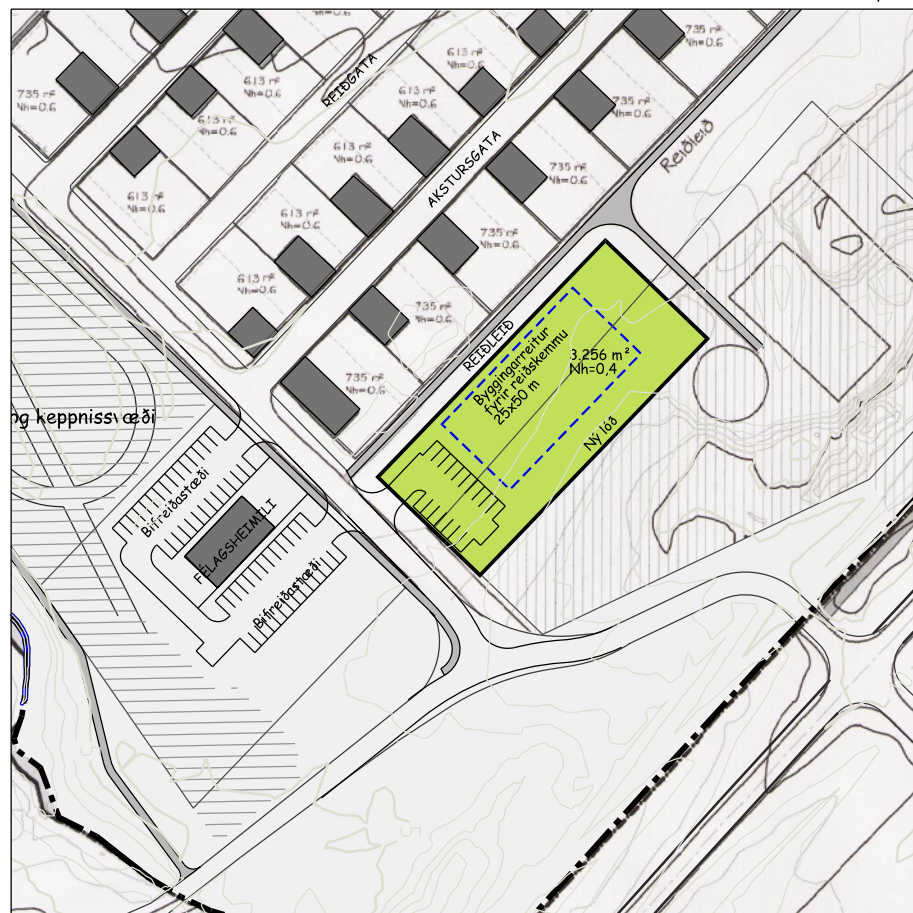 735 m²
Nh=0.6
613 m²
Nh=0.6
613 m²
Nh=0.6
613 m²
Nh=0.6
REIÐGATA
613 m²
Nh=0.6
613 m²
Nh=0.6
613 m²
Nh=0.6
613 m²
Nh=0.6
613 m²
Nh=0.6
AKSTURSGATA
735 m²
Nh=0.6
735 m²
Nh=0.6
735 m²
Nh=0.6
735 m²
Nh=0.6
735 m²
Nh=0.6
735 m²
Nh=0.6
Reiðleið
REIÐLEIÐ
Byggingarreitur
fyrir reiðskemmu
25x50 m
3.256 m²
Nh=0,4
Ný lóð
ng keppnissvæði
Bifreiðastæði
FÉLAGSHEIMILI
Bifreiðastæði